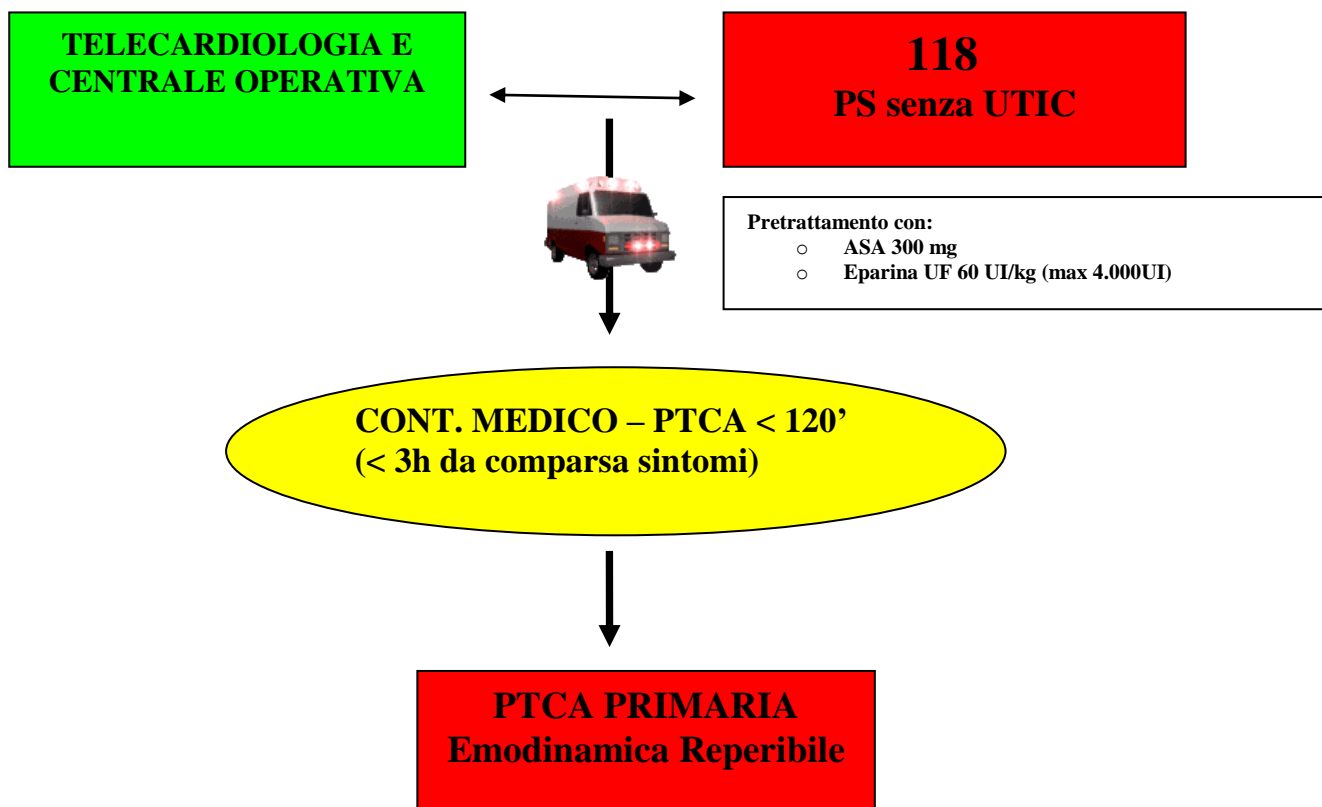 TELECARDIOLOGIA E
CENTRALE OPERATIVA
118
PS senza UTIC
Pretrattamento con:
o ASA 300 mg
o Eparina UF 60 UI/kg (max 4.000UI)
CONT. MEDICO – PTCA < 120’
(< 3h da comparsa sintomi)
PTCA PRIMARIA
Emodinamica Reperibile